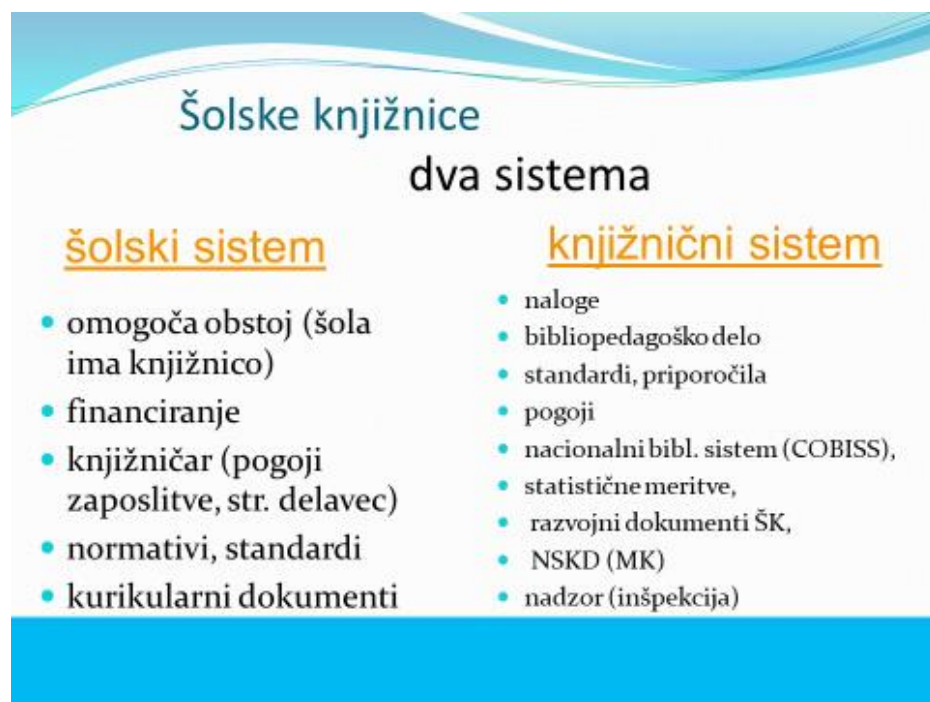 Šolske knjižnice
dva sistema
šolski sistem
omogoča obstoj (šola
ima knjižnico)
financiranje
knjižničar (pogoji
zaposlitve, str. delavec)
normativi, standardi
kurikularni dokumenti
knjižnični sistem
naloge
bibliopedagoško delo
standardi, priporočila
pogoji
nacionalni bibl. sistem (COBISS),
statistične meritve,
razvojni dokumenti ŠK,
NSKD (MK)
nadzor (inšpekcija)